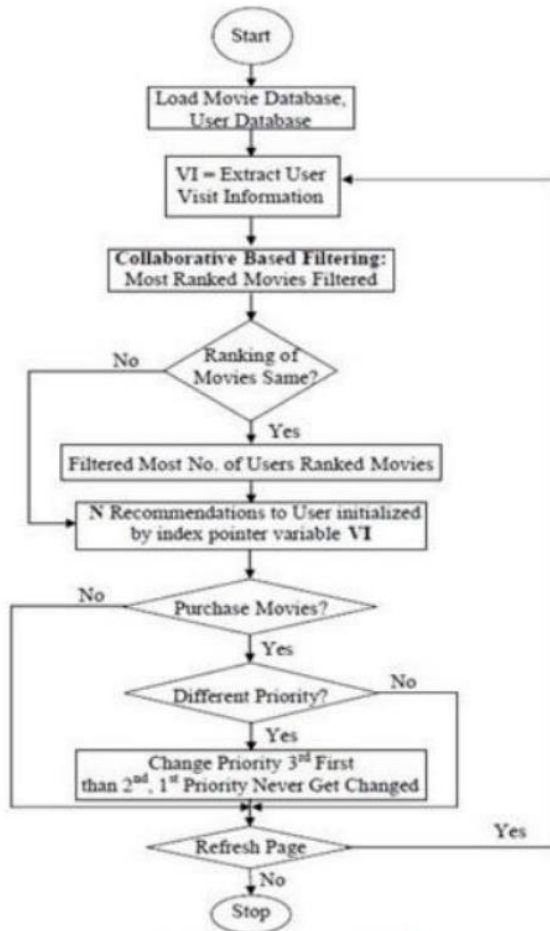 Start
Load Movie Database,
User Database
VI = Extract User
Visit Information
Collaborative Based Filtering:
Most Ranked Movies Filtered
No
Ranking of
Movies Same?
Yes
Filtered Most No. of Users Ranked Movies
N Recommendations to User initialized
by index pointer variable VI
No
Purchase Movies?
Yes
Different Priority?
No
Yes
Change Priority 3rd First
than 2nd, 1st Priority Never Get Changed
Refresh Page
Yes
No
Stop